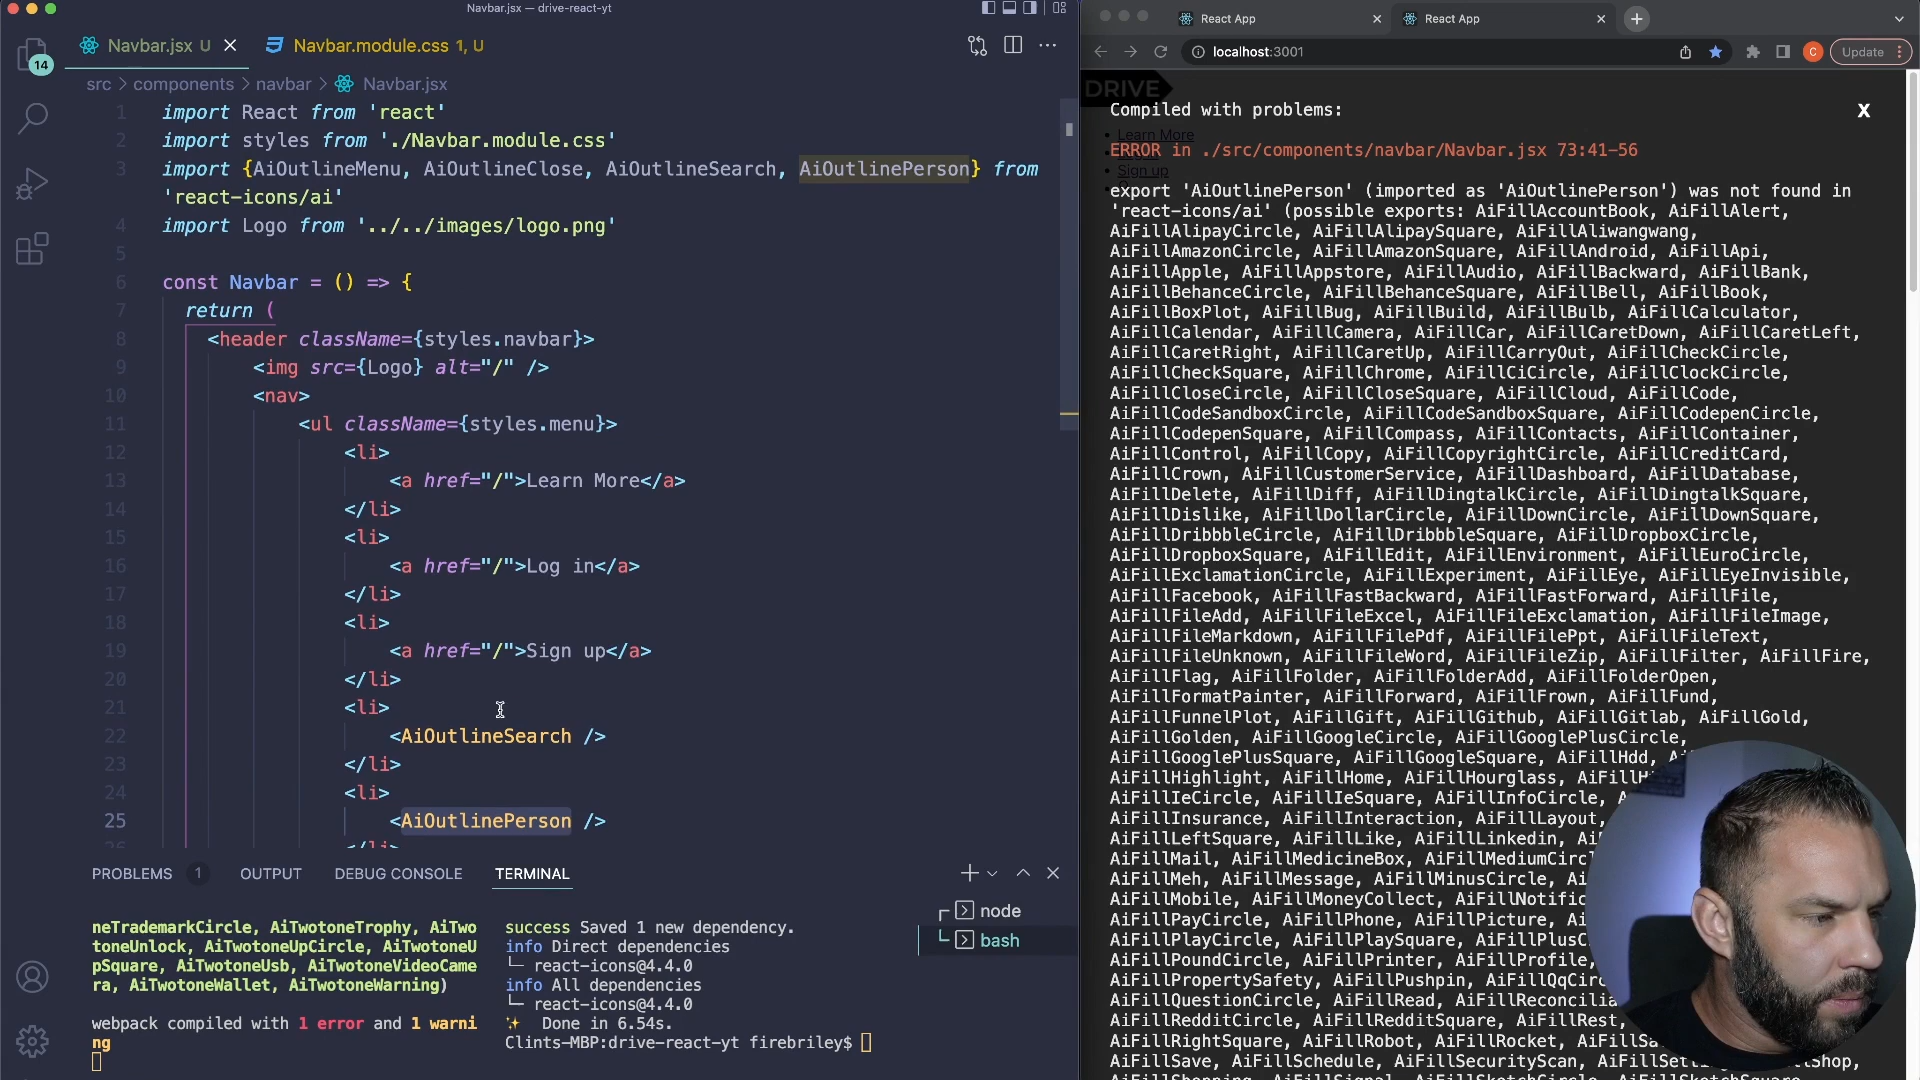 Navbar.jsx — drive-react-yt
Navbar.jsx U
Navbar.module.css 1, U
14
src > components > navbar > Navbar.jsx
1 import React from 'react'
2 import styles from './Navbar.module.css'
3 import {AiOutlineMenu, AiOutlineClose, AiOutlineSearch, AiOutlinePerson} from
'react-icons/ai'
4 import Logo from '../../images/logo.png'
5
6 const Navbar = () => {
7 return (
8 <header className={styles.navbar}>
9 <img src={Logo} alt="/" />
10 <nav>
11 <ul className={styles.menu}>
12 <li>
13 <a href="/">Learn More</a>
14 </li>
15 <li>
16 <a href="/">Log in</a>
17 </li>
18 <li>
19 <a href="/">Sign up</a>
20 </li>
21 <li>
22 <AiOutlineSearch />
23 </li>
24 <li>
25 <AiOutlinePerson />
PROBLEMS 1 OUTPUT DEBUG CONSOLE TERMINAL
neTrademarkCircle, AiTwotoneTrophy, AiTwo
toneUnlock, AiTwotoneUpCircle, AiTwotoneU
pSquare, AiTwotoneUsb, AiTwotoneVideoCame
ra, AiTwotoneWallet, AiTwotoneWarning)
webpack compiled with 1 error and 1 warni
ng
success Saved 1 new dependency.
info Direct dependencies
└─ react-icons@4.4.0
info All dependencies
└─ react-icons@4.4.0
✨ Done in 6.54s.
Clints-MBP:drive-react-yt firebriley$
node
bash
React App
React App
localhost:3001
C
Update
DRIVE
Learn More
Sign up
Compiled with problems:
X
ERROR in ./src/components/navbar/Navbar.jsx 73:41-56
export 'AiOutlinePerson' (imported as 'AiOutlinePerson') was not found in
'react-icons/ai' (possible exports: AiFillAccountBook, AiFillAlert,
AiFillAlipayCircle, AiFillAlipaySquare, AiFillAliwangwang,
AiFillAmazonCircle, AiFillAmazonSquare, AiFillAndroid, AiFillApi,
AiFillApple, AiFillAppstore, AiFillAudio, AiFillBackward, AiFillBank,
AiFillBehanceCircle, AiFillBehanceSquare, AiFillBell, AiFillBook,
AiFillBoxPlot, AiFillBug, AiFillBuild, AiFillBulb, AiFillCalculator,
AiFillCalendar, AiFillCamera, AiFillCar, AiFillCaretDown, AiFillCaretLeft,
AiFillCaretRight, AiFillCaretUp, AiFillCarryOut, AiFillCheckCircle,
AiFillCheckSquare, AiFillChrome, AiFillCiCircle, AiFillClockCircle,
AiFillCloseCircle, AiFillCloseSquare, AiFillCloud, AiFillCode,
AiFillCodeSandboxCircle, AiFillCodeSandboxSquare, AiFillCodepenCircle,
AiFillCodepenSquare, AiFillCompass, AiFillContacts, AiFillContainer,
AiFillControl, AiFillCopy, AiFillCopyrightCircle, AiFillCreditCard,
AiFillCrown, AiFillCustomerService, AiFillDashboard, AiFillDatabase,
AiFillDelete, AiFillDiff, AiFillDingtalkCircle, AiFillDingtalkSquare,
AiFillDislike, AiFillDollarCircle, AiFillDownCircle, AiFillDownSquare,
AiFillDribbbleCircle, AiFillDribbbleSquare, AiFillDropboxCircle,
AiFillDropboxSquare, AiFillEdit, AiFillEnvironment, AiFillEuroCircle,
AiFillExclamationCircle, AiFillExperiment, AiFillEye, AiFillEyeInvisible,
AiFillFacebook, AiFillFastBackward, AiFillFastForward, AiFillFile,
AiFillFileAdd, AiFillFileExcel, AiFillFileExclamation, AiFillFileImage,
AiFillFileMarkdown, AiFillFilePdf, AiFillFilePpt, AiFillFileText,
AiFillFileUnknown, AiFillFileWord, AiFillFileZip, AiFillFilter, AiFillFire,
AiFillFlag, AiFillFolder, AiFillFolderAdd, AiFillFolderOpen,
AiFillFormatPainter, AiFillForward, AiFillFrown, AiFillFund,
AiFillFunnelPlot, AiFillGift, AiFillGithub, AiFillGitlab, AiFillGold,
AiFillGolden, AiFillGoogleCircle, AiFillGooglePlusCircle,
AiFillGooglePlusSquare, AiFillGoogleSquare, AiFillHdd,
AiFillHighlight, AiFillHome, AiFillHourglass,
AiFillIeCircle, AiFillIeSquare, AiFillInfoCircle,
AiFillInsurance, AiFillInteraction, AiFillLayout,
AiFillLeftSquare, AiFillLike, AiFillLinkedin,
AiFillMail, AiFillMedicineBox, AiFillMediumCircl
AiFillMeh, AiFillMessage, AiFillMinusCircle,
AiFillMobile, AiFillMoneyCollect, AiFillNotific
AiFillPayCircle, AiFillPhone, AiFillPicture,
AiFillPlayCircle, AiFillPlaySquare, AiFillPlusC
AiFillPoundCircle, AiFillPrinter, AiFillProfile,
AiFillPropertySafety, AiFillPushpin, AiFillQqCirc
AiFillQuestionCircle, AiFillRead, AiFillReconcilia
AiFillRedditCircle, AiFillRedditSquare, AiFillRest,
AiFillRightSquare, AiFillRobot, AiFillRocket,
AiFillSave, AiFillSchedule, AiFillSecurityScan,